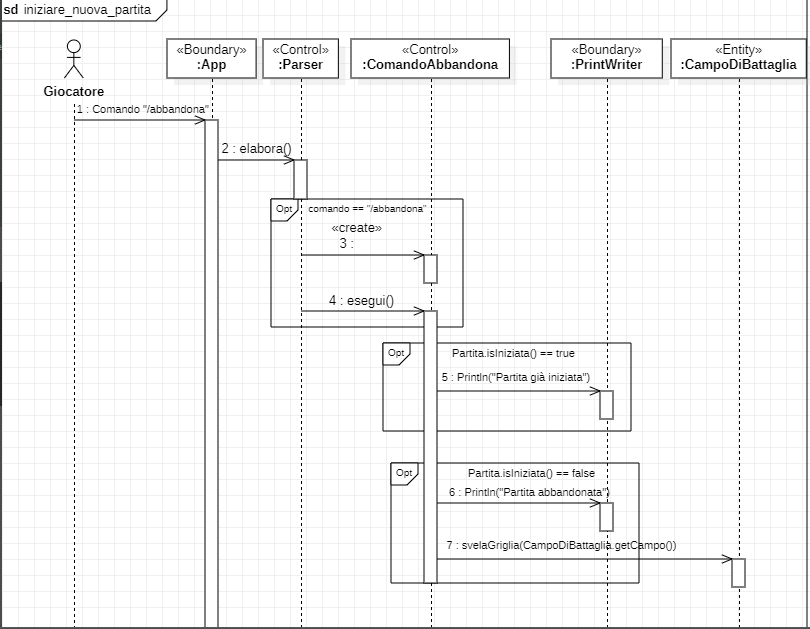 sd iniziare_nuova_partita
«Boundary»
:App
«Control»
:Parser
«Control»
:ComandoAbbandona
«Boundary»
:PrintWriter
«Entity»
:CampoDiBattaglia
Giocatore
1 : Comando "/abbandona"
2 : elabora()
Opt
comando == "/abbandona"
«create»
3 :
4 : esegui()
Opt
Partita.isIniziata() == true
5 : Println("Partita già iniziata")
Opt
Partita.isIniziata() == false
6 : Println("Partita abbandonata")
7 : svelaGriglia(CampoDiBattaglia.getCampo())